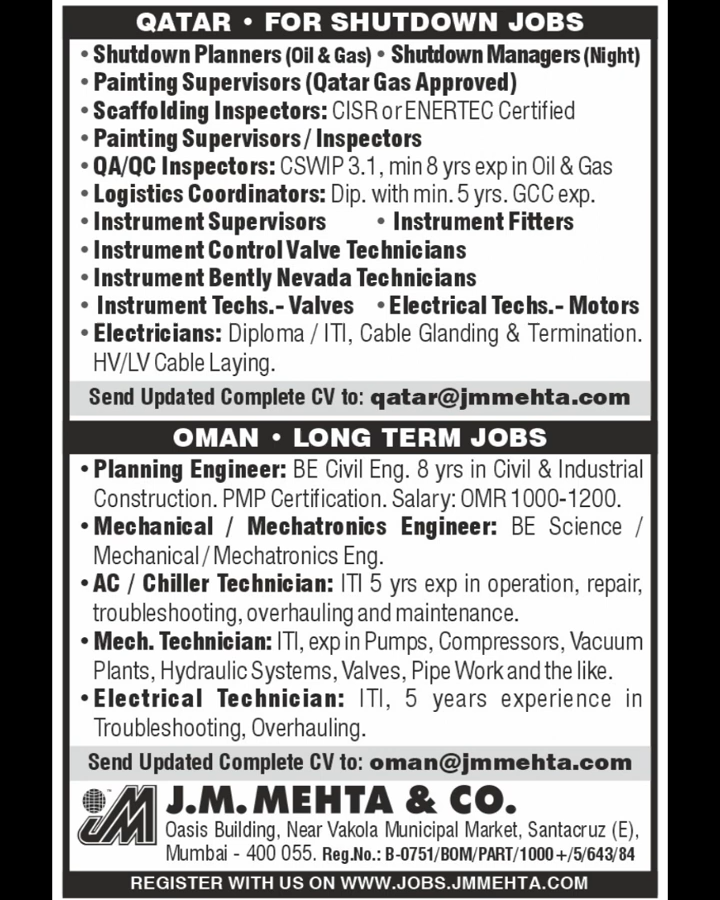 QATAR • FOR SHUTDOWN JOBS
• Shutdown Planners (Oil & Gas) • Shutdown Managers (Night)
• Painting Supervisors (Qatar Gas Approved)
• Scaffolding Inspectors: CISR or ENERTEC Certified
• Painting Supervisors / Inspectors
• QA/QC Inspectors: CSWIP 3.1, min 8 yrs exp in Oil & Gas
• Logistics Coordinators: Dip. with min. 5 yrs. GCC exp.
• Instrument Supervisors • Instrument Fitters
• Instrument Control Valve Technicians
• Instrument Bently Nevada Technicians
• Instrument Techs.- Valves • Electrical Techs.- Motors
• Electricians: Diploma / ITI, Cable Glanding & Termination.
HV/LV Cable Laying.
Send Updated Complete CV to: qatar@jmmehta.com
OMAN • LONG TERM JOBS
• Planning Engineer: BE Civil Eng. 8 yrs in Civil & Industrial
Construction. PMP Certification. Salary: OMR 1000-1200.
• Mechanical / Mechatronics Engineer: BE Science /
Mechanical / Mechatronics Eng.
• AC / Chiller Technician: ITI 5 yrs exp in operation, repair,
troubleshooting, overhauling and maintenance.
• Mech. Technician: ITI, exp in Pumps, Compressors, Vacuum
Plants, Hydraulic Systems, Valves, Pipe Work and the like.
• Electrical Technician: ITI, 5 years experience in
Troubleshooting, Overhauling.
Send Updated Complete CV to: oman@jmmehta.com
JM ™
J.M. MEHTA & CO.
Oasis Building, Near Vakola Municipal Market, Santacruz (E),
Mumbai - 400 055. Reg.No.: B-0751/BOM/PART/1000+/5/643/84
REGISTER WITH US ON WWW.JOBS.JMMEHTA.COM